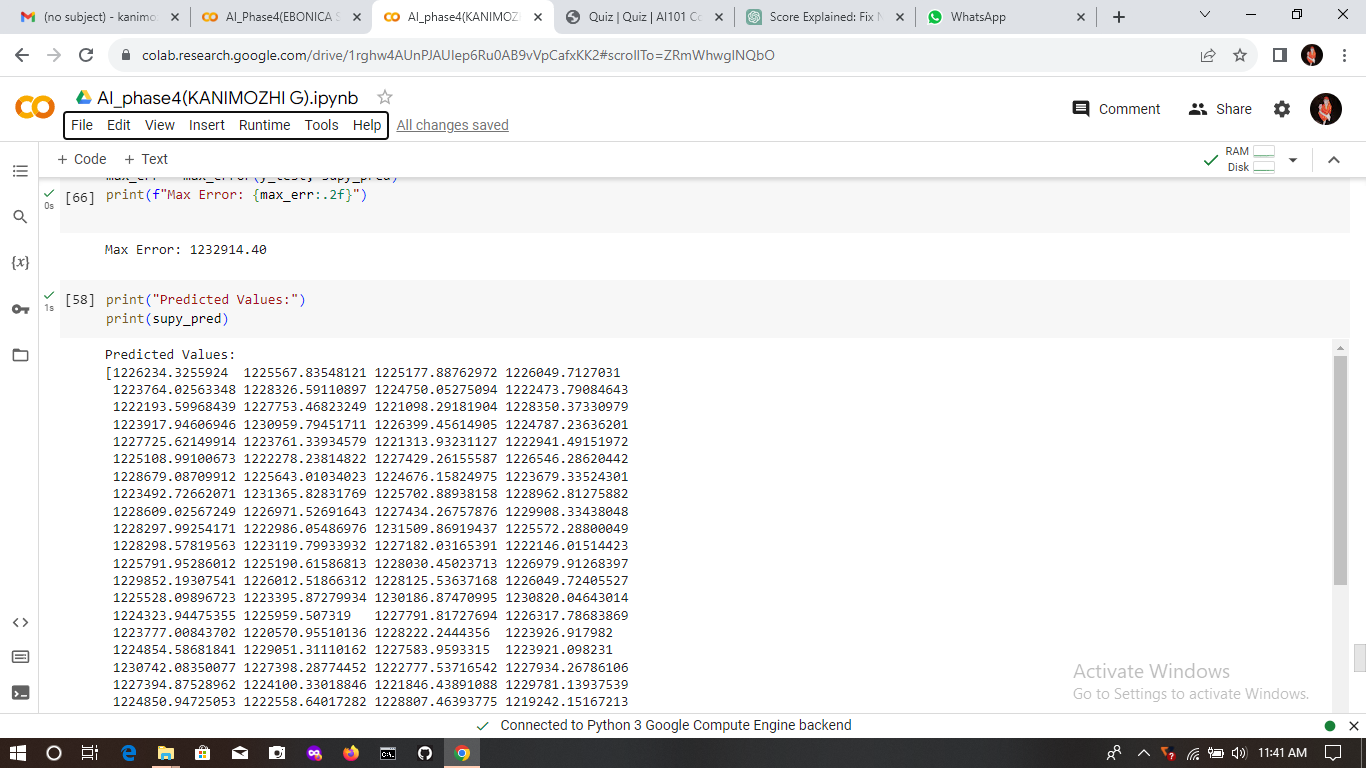 (no subject) - kanimo
AI_Phase4(EBONICA S
AI_phase4(KANIMOZ
Quiz | Quiz | AI101 Co
Score Explained: Fix N
WhatsApp
colab.research.google.com/drive/1rghw4AUnPJAUlep6Ru0AB9vVpCafxKK2#scrollTo=ZRmWhwglNQbO
AI_phase4(KANIMOZHI G).ipynb
Comment Share
File Edit View Insert Runtime Tools Help All changes saved
+ Code + Text
RAM
Disk
max_err = max_error(y_test, supy_pred)
[66] print(f"Max Error: {max_err:.2f}")
0s
Max Error: 1232914.40
[58] print("Predicted Values:")
1s
print(supy_pred)
Predicted Values:
[1226234.3255924 1225567.83548121 1225177.88762972 1226049.7127031
1223764.02563348 1228326.59110897 1224750.05275094 1222473.79084643
1222193.59968439 1227753.46823249 1221098.29181904 1228350.37330979
1223917.94606946 1230959.79451711 1226399.45614905 1224787.23636201
1227725.62149914 1223761.33934579 1221313.93231127 1222941.49151972
1225108.99100673 1222278.23814822 1227429.26155587 1226546.28620442
1228679.08709912 1225643.01034023 1224676.15824975 1223679.33524301
1223492.72662071 1231365.82831769 1225702.88938158 1228962.81275882
1228609.02567249 1226971.52691643 1227434.26757876 1229908.33438048
1228297.99254171 1222986.05486976 1231509.86919437 1225572.28800049
1228298.57819563 1223119.79933932 1227182.03165391 1222146.01514423
1225791.95286012 1225190.61586813 1228030.45023713 1226979.91268397
1229852.19307541 1226012.51866312 1228125.53637168 1226049.72405527
1225528.09896723 1223395.87279934 1230186.87470995 1230820.04643014
1224323.94475355 1225959.507319 1227791.81727694 1226317.78683869
1223777.00843702 1220570.95510136 1228222.2444356 1223926.917982
1224854.58681841 1229051.31110162 1227583.9593315 1223921.098231
1230742.08350077 1227398.28774452 1222777.53716542 1227934.26786106
1227394.87528962 1224100.33018846 1221846.43891088 1229781.13937539
1224850.94725053 1222558.64017282 1228807.46393775 1219242.15167213
Activate Windows
Go to Settings to activate Windows.
Connected to Python 3 Google Compute Engine backend
11:41 AM